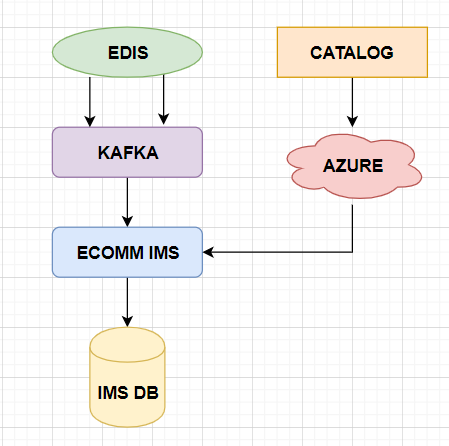 EDIS
CATALOG
KAFKA
AZURE
ECOMM IMS
IMS DB